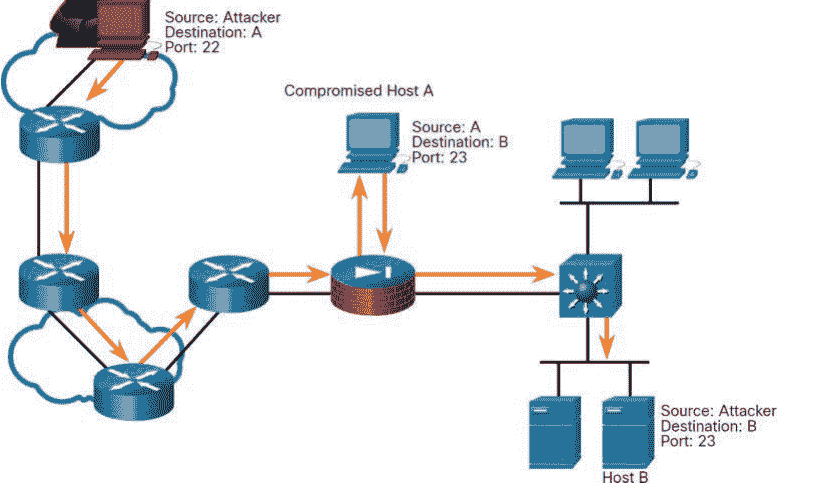 Source: Attacker
Destination: A
Port: 22
Compromised Host A
Source: A
Destination: B
Port: 23
Source: Attacker
Destination: B
Port: 23
Host B